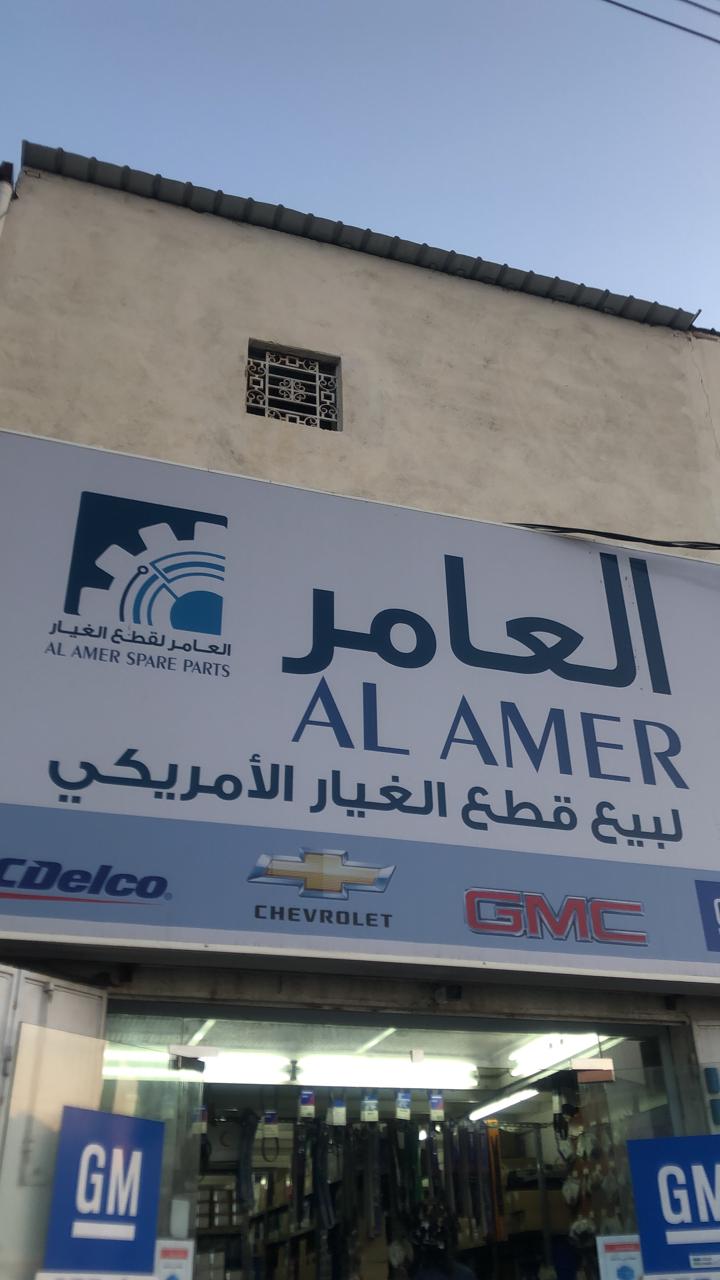 العامر
AL AMER
لبيع قطع الغيار الأمريكي
العامر لقطع الغيار
AL AMER SPARE PARTS
CDelco
CHEVROLET
GMC
GM
GM